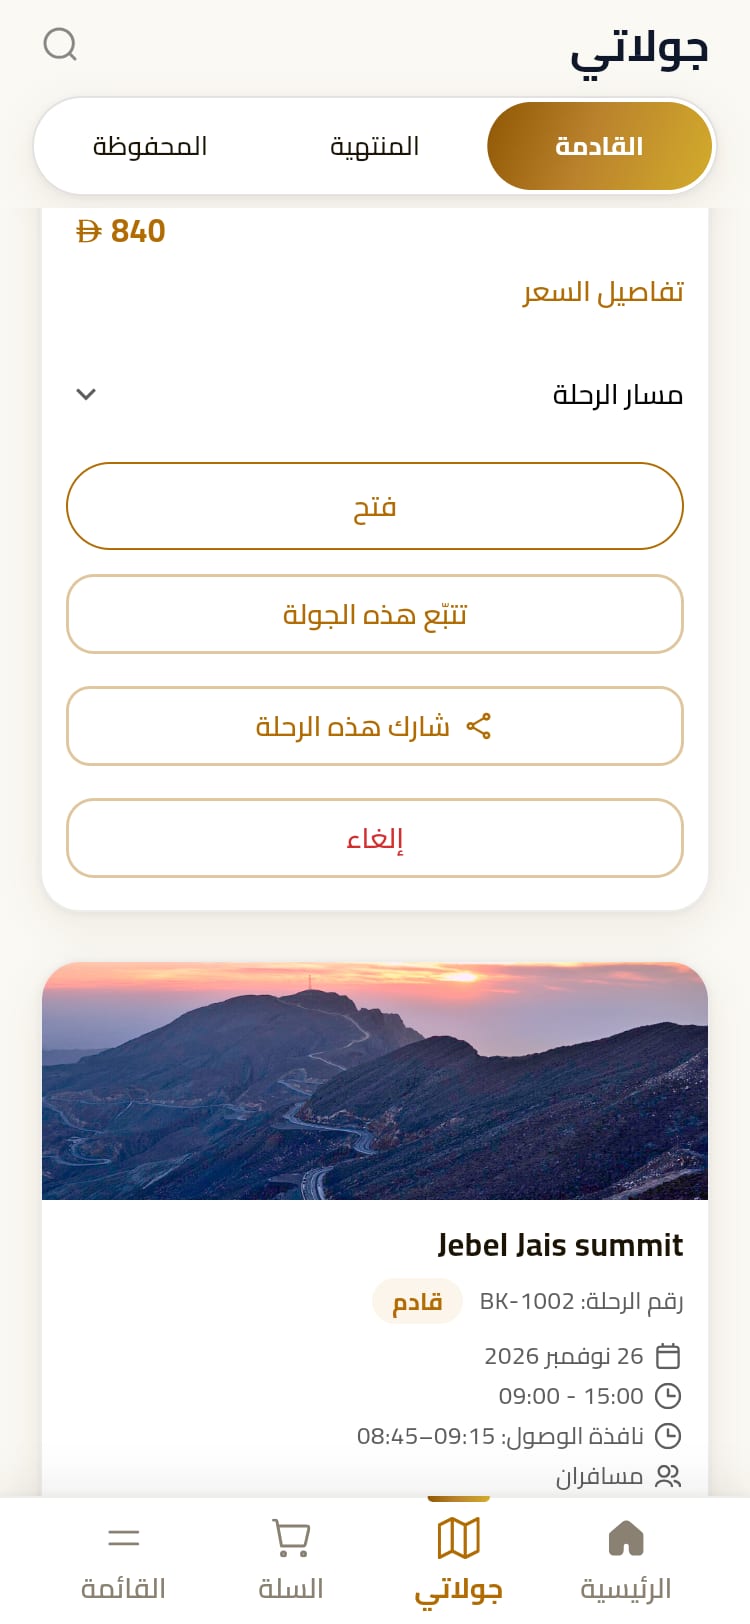 جولاتي
القادمة
المنتهية
المحفوظة
840
تفاصيل السعر
مسار الرحلة
فتح
تتبّع هذه الجولة
شارك هذه الرحلة
إلغاء
Jebel Jais summit
رقم الرحلة: BK-1002 قادم
26 نوفمبر 2026
09:00 - 15:00
نافذة الوصول: 08:45–09:15
مسافران
الرئيسية
جولاتي
السلة
القائمة